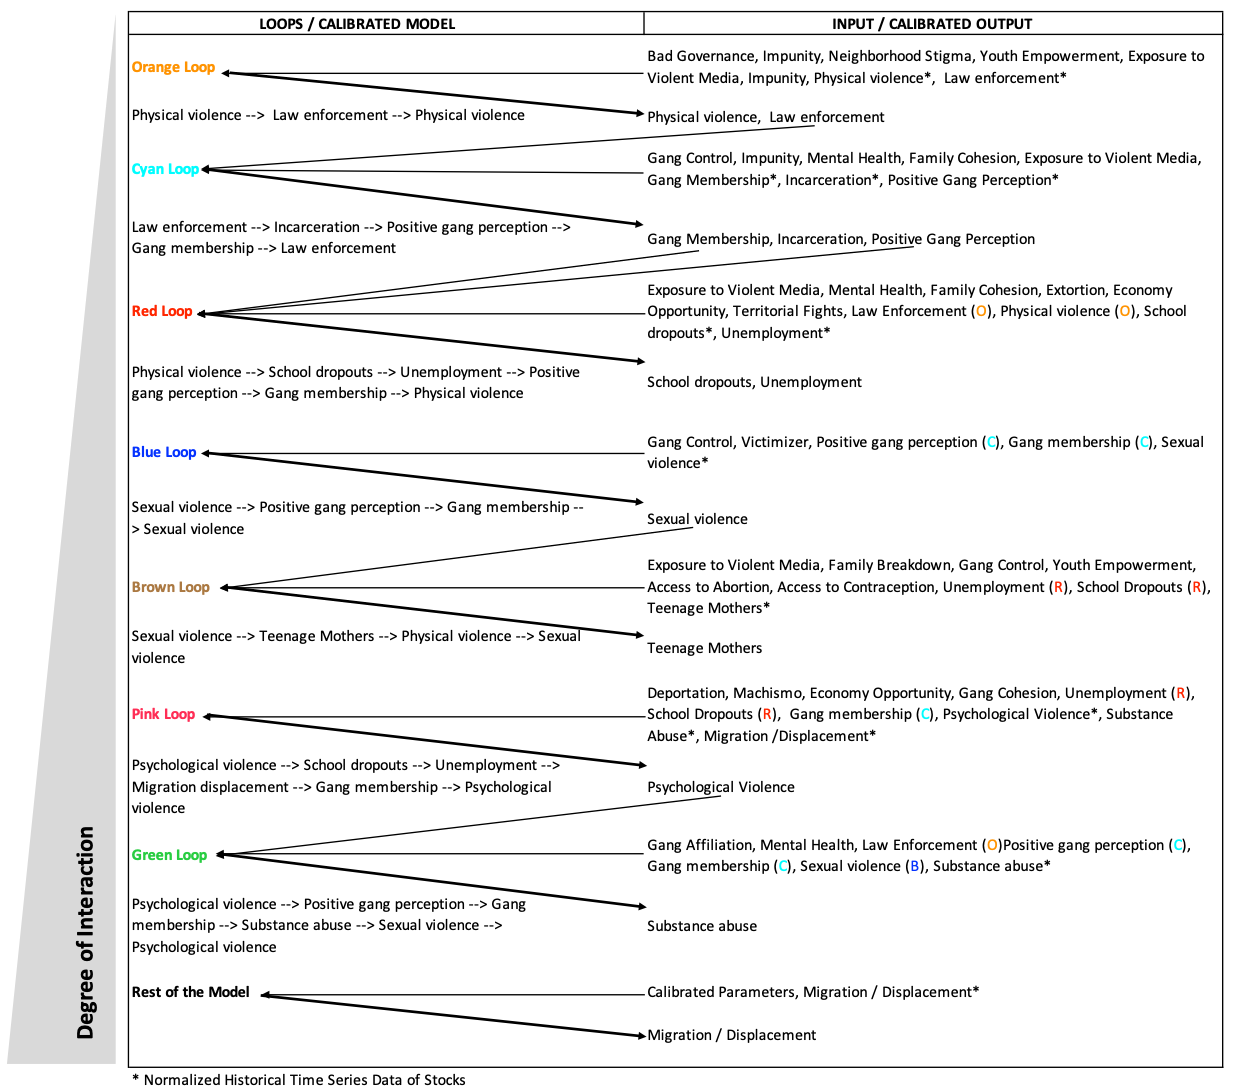 LOOPS / CALIBRATED MODEL
INPUT / CALIBRATED OUTPUT
Orange Loop
Bad Governance, Impunity, Neighborhood Stigma, Youth Empowerment, Exposure to
Violent Media, Impunity, Physical violence*,  Law enforcement*
Physical violence -->  Law enforcement --> Physical violence
Physical violence,  Law enforcement
Cyan Loop
Gang Control, Impunity, Mental Health, Family Cohesion, Exposure to Violent Media,
Gang Membership*, Incarceration*, Positive Gang Perception*
Law enforcement --> Incarceration --> Positive gang perception -->
Gang membership --> Law enforcement
Gang Membership, Incarceration, Positive Gang Perception
Red Loop
Exposure to Violent Media, Mental Health, Family Cohesion, Extortion, Economy
Opportunity, Territorial Fights, Law Enforcement (O), Physical violence (O), School
dropouts*, Unemployment*
Physical violence --> School dropouts --> Unemployment --> Positive
gang perception --> Gang membership --> Physical violence
School dropouts, Unemployment
Blue Loop
Gang Control, Victimizer, Positive gang perception (C), Gang membership (C), Sexual
violence*
Sexual violence --> Positive gang perception --> Gang membership --
> Sexual violence
Sexual violence
Brown Loop
Exposure to Violent Media, Family Breakdown, Gang Control, Youth Empowerment,
Access to Abortion, Access to Contraception, Unemployment (R), School Dropouts (R),
Teenage Mothers*
Sexual violence --> Teenage Mothers --> Physical violence --> Sexual
violence
Teenage Mothers
Pink Loop
Deportation, Machismo, Economy Opportunity, Gang Cohesion, Unemployment (R),
School Dropouts (R),  Gang membership (C), Psychological Violence*, Substance
Abuse*, Migration /Displacement*
Psychological violence --> School dropouts --> Unemployment -->
Migration displacement --> Gang membership --> Psychological
violence
Psychological Violence
Green Loop
Gang Affiliation, Mental Health, Law Enforcement (O)Positive gang perception (C),
Gang membership (C), Sexual violence (B), Substance abuse*
Psychological violence --> Positive gang perception --> Gang
membership --> Substance abuse --> Sexual violence -->
Psychological violence
Substance abuse
Rest of the Model
Calibrated Parameters, Migration / Displacement*
Migration / Displacement
Degree of Interaction
* Normalized Historical Time Series Data of Stocks